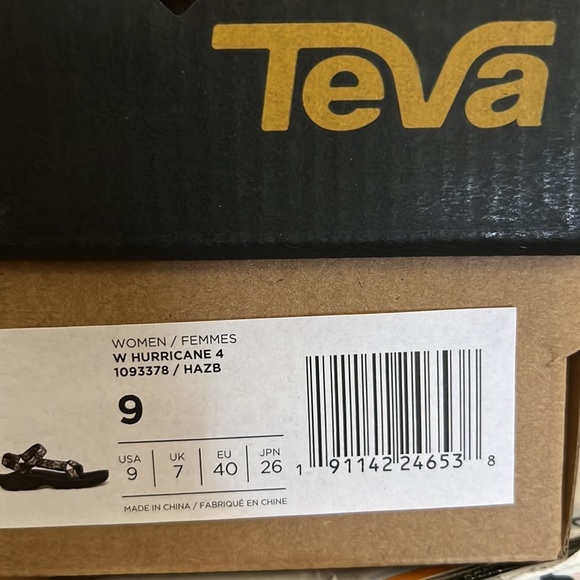 Teva
WOMEN / FEMMES
W HURRICANE 4
1093378 / HAZB
9
USA UK EU JPN
9 7 40 26
1 91142 24653 8
MADE IN CHINA / FABRIQUÉ EN CHINE